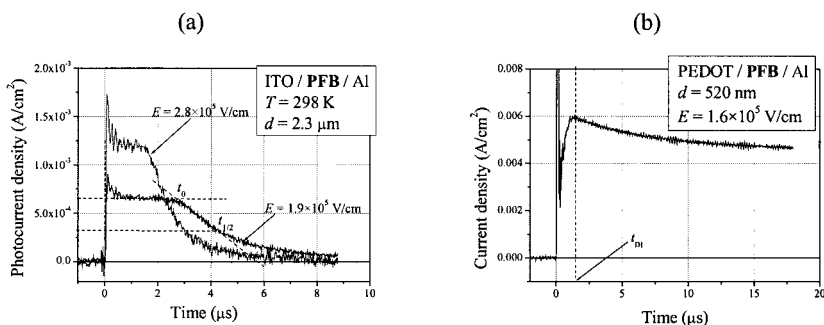 (a)
(b)
Photocurrent density (A/cm²)
2.0x10⁻³
1.5x10⁻³
1.0x10⁻³
5.0x10⁻⁴
0.0
ITO / PFB / Al
T = 298 K
d = 2.3 μm
E = 2.8×10⁵ V/cm
t₀
t₁/₂
E = 1.9×10⁵ V/cm
0 2 4 6 8 10
Time (μs)
Current density (A/cm²)
0.008
0.006
0.004
0.002
0.000
PEDOT / PFB / Al
d = 520 nm
E = 1.6×10⁵ V/cm
t_DI
0 5 10 15 20
Time (μs)